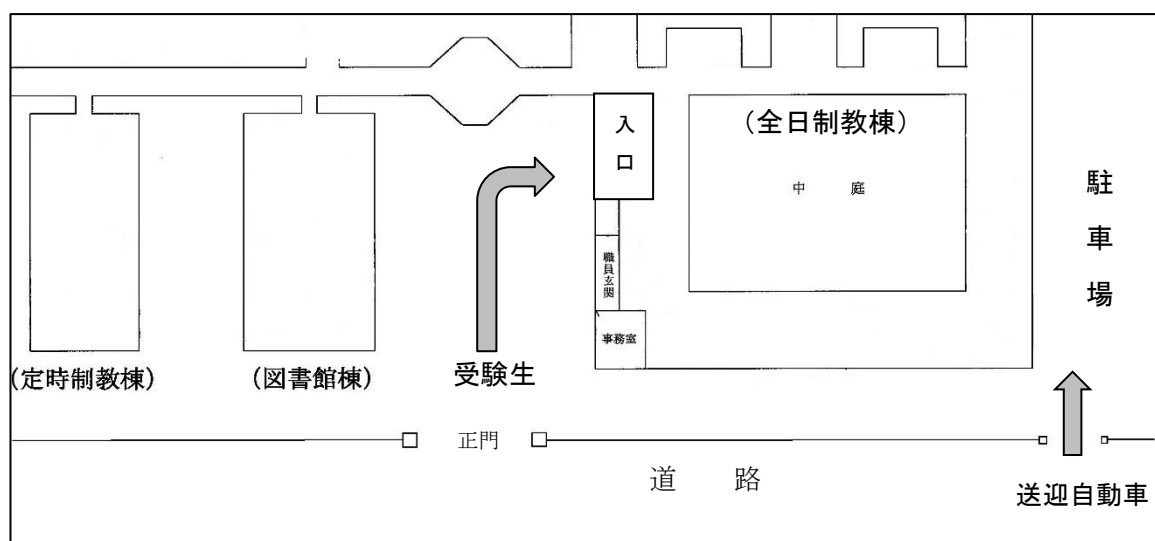 入口
(全日制教棟)
中　　庭
駐車場
職員玄関
事務室
(定時制教棟)
(図書館棟)
受験生
正門
道　　路
送迎自動車